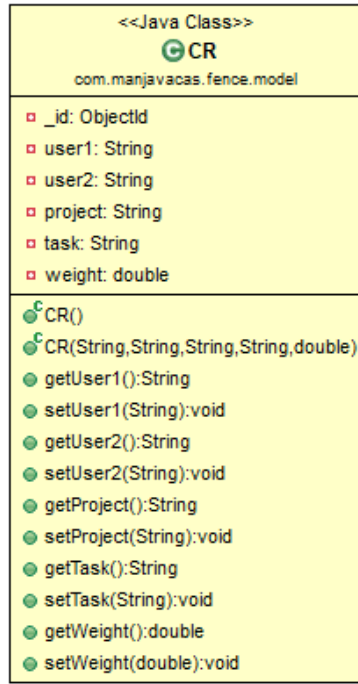 <<Java Class>>
CR
com.manjavacas.fence.model
_id: ObjectId
user1: String
user2: String
project: String
task: String
weight: double
CR()
CR(String,String,String,String,double)
getUser1():String
setUser1(String):void
getUser2():String
setUser2(String):void
getProject():String
setProject(String):void
getTask():String
setTask(String):void
getWeight():double
setWeight(double):void